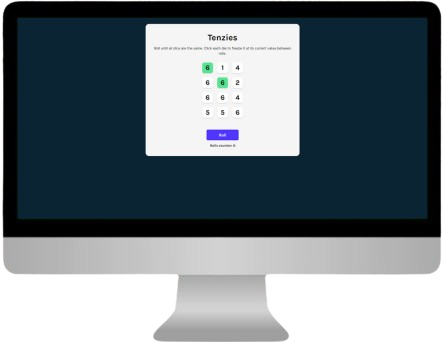 Tenzies
Roll until all dice are the same. Click each die to freeze it at its current value between
rolls.
6 1 4
6 6 2
6 6 4
5 5 6
Roll
Rolls counter: 6